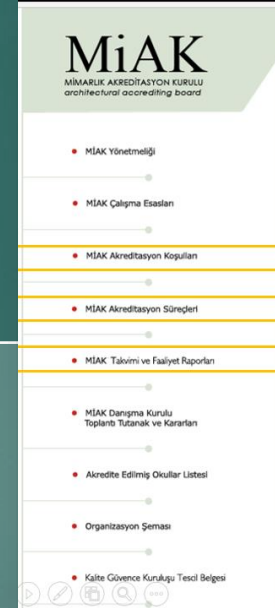 MiAK
MİMARLIK AKREDİTASYON KURULU
architectural accrediting board
MİAK Yönetmeliği
MİAK Çalışma Esasları
MİAK Akreditasyon Koşulları
MİAK Akreditasyon Süreçleri
MİAK Takvimi ve Faaliyet Raporları
MİAK Danışma Kurulu
Toplantı Tutanak ve Kararları
Akredite Edilmiş Okullar Listesi
Organizasyon Şeması
Kalite Güvence Kuruluşu Tescil Belgesi